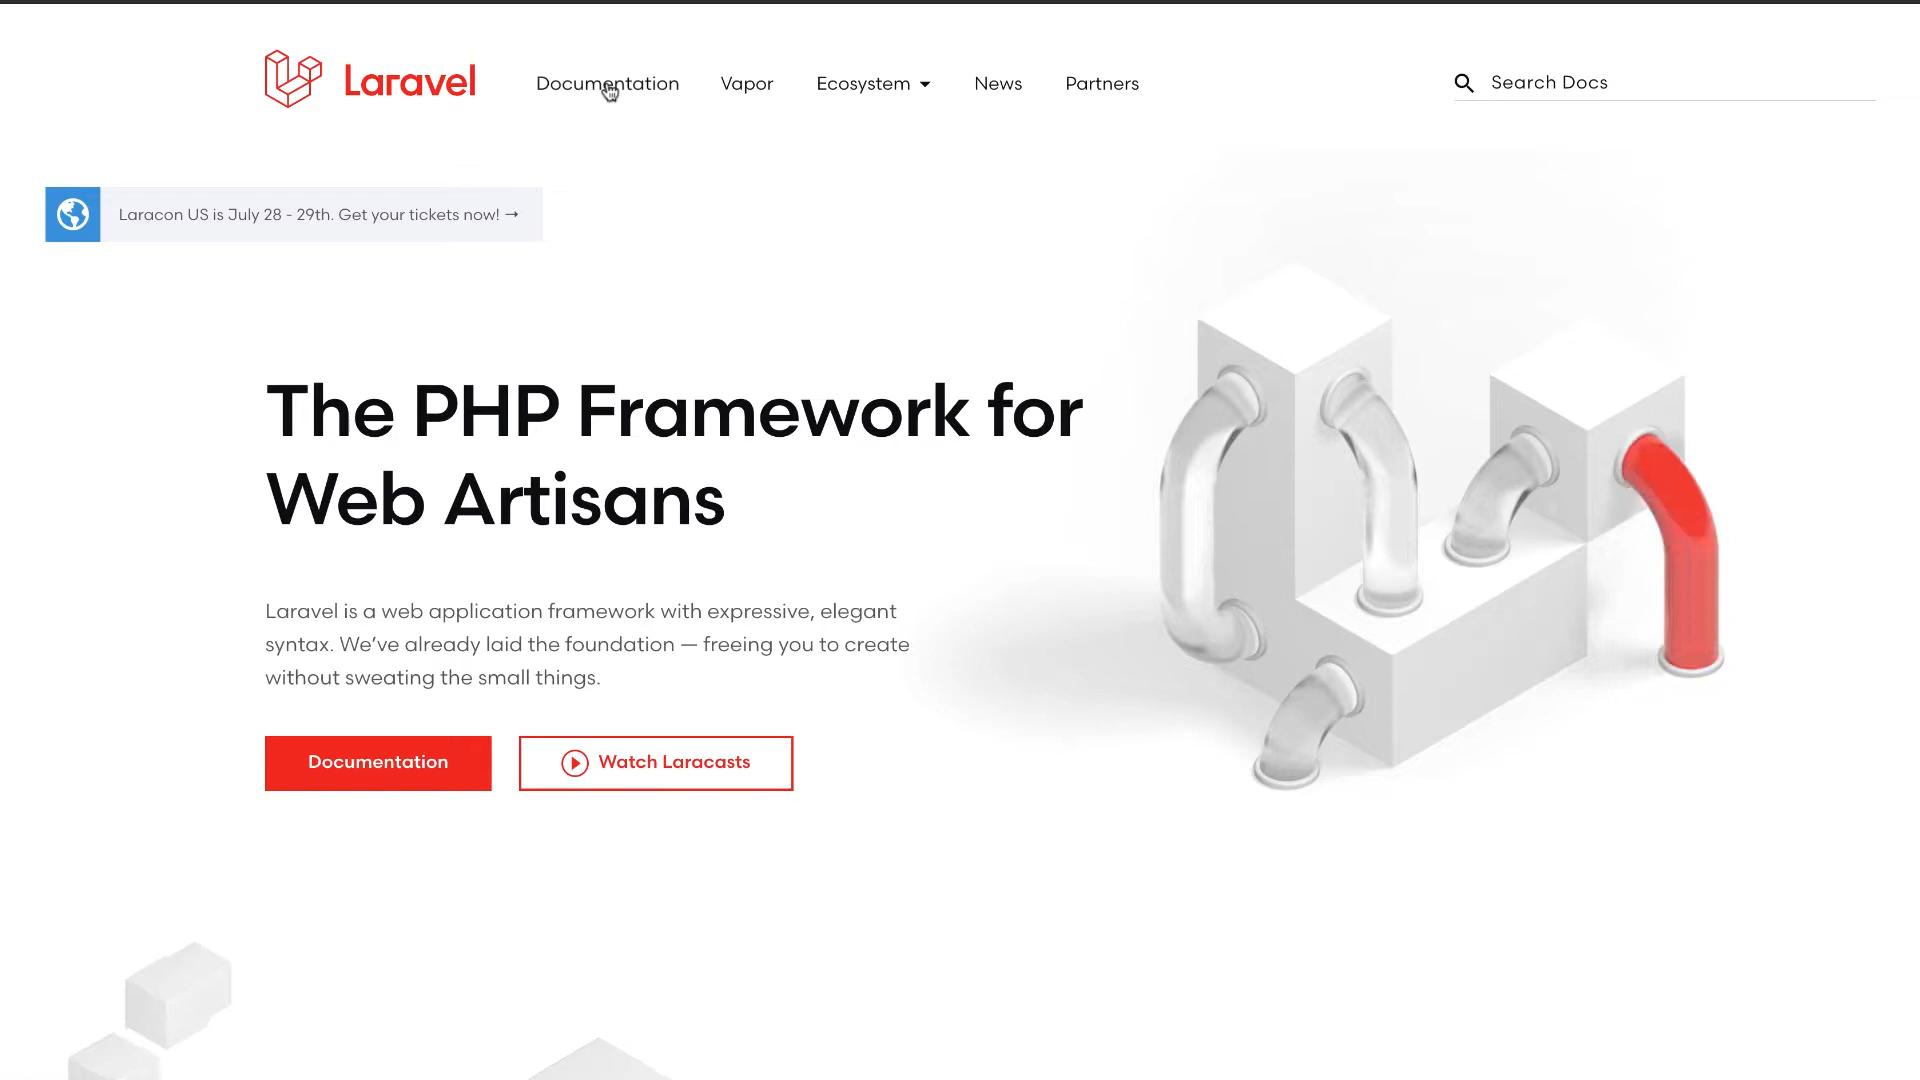 Laravel
Documentation
Vapor
Ecosystem
News
Partners
Search Docs
Laracon US is July 28 - 29th. Get your tickets now! →
The PHP Framework for
Web Artisans
Laravel is a web application framework with expressive, elegant
syntax. We’ve already laid the foundation — freeing you to create
without sweating the small things.
Documentation
Watch Laracasts